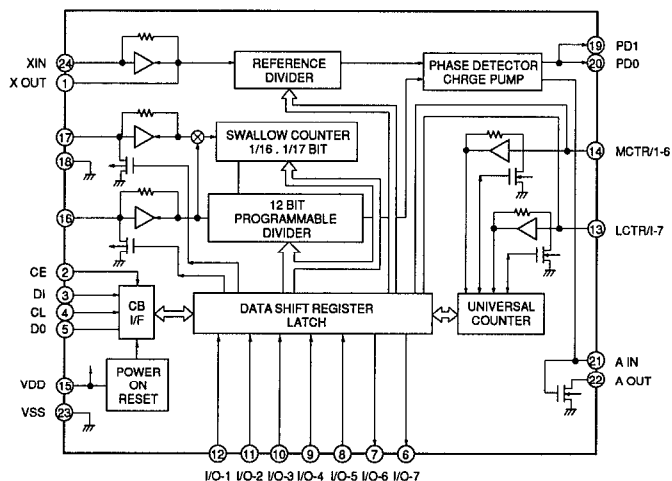 XIN 24
X OUT 1
17
18
16
CE 2
DI 3
CL 4
D0 5
VDD 15
VSS 23
REFERENCE
DIVIDER
PHASE DETECTOR
CHRGE PUMP
19 PD1
20 PD0
SWALLOW COUNTER
1/16 . 1/17 BIT
14 MCTR/1-6
12 BIT
PROGRAMMABLE
DIVIDER
13 LCTR/I-7
CB
I/F
DATA SHIFT REGISTER
LATCH
UNIVERSAL
COUNTER
POWER
ON
RESET
21 A IN
22 A OUT
12 11 10 9 8 7 6
I/O-1 I/O-2 I/O-3 I/O-4 I/O-5 I/O-6 I/O-7